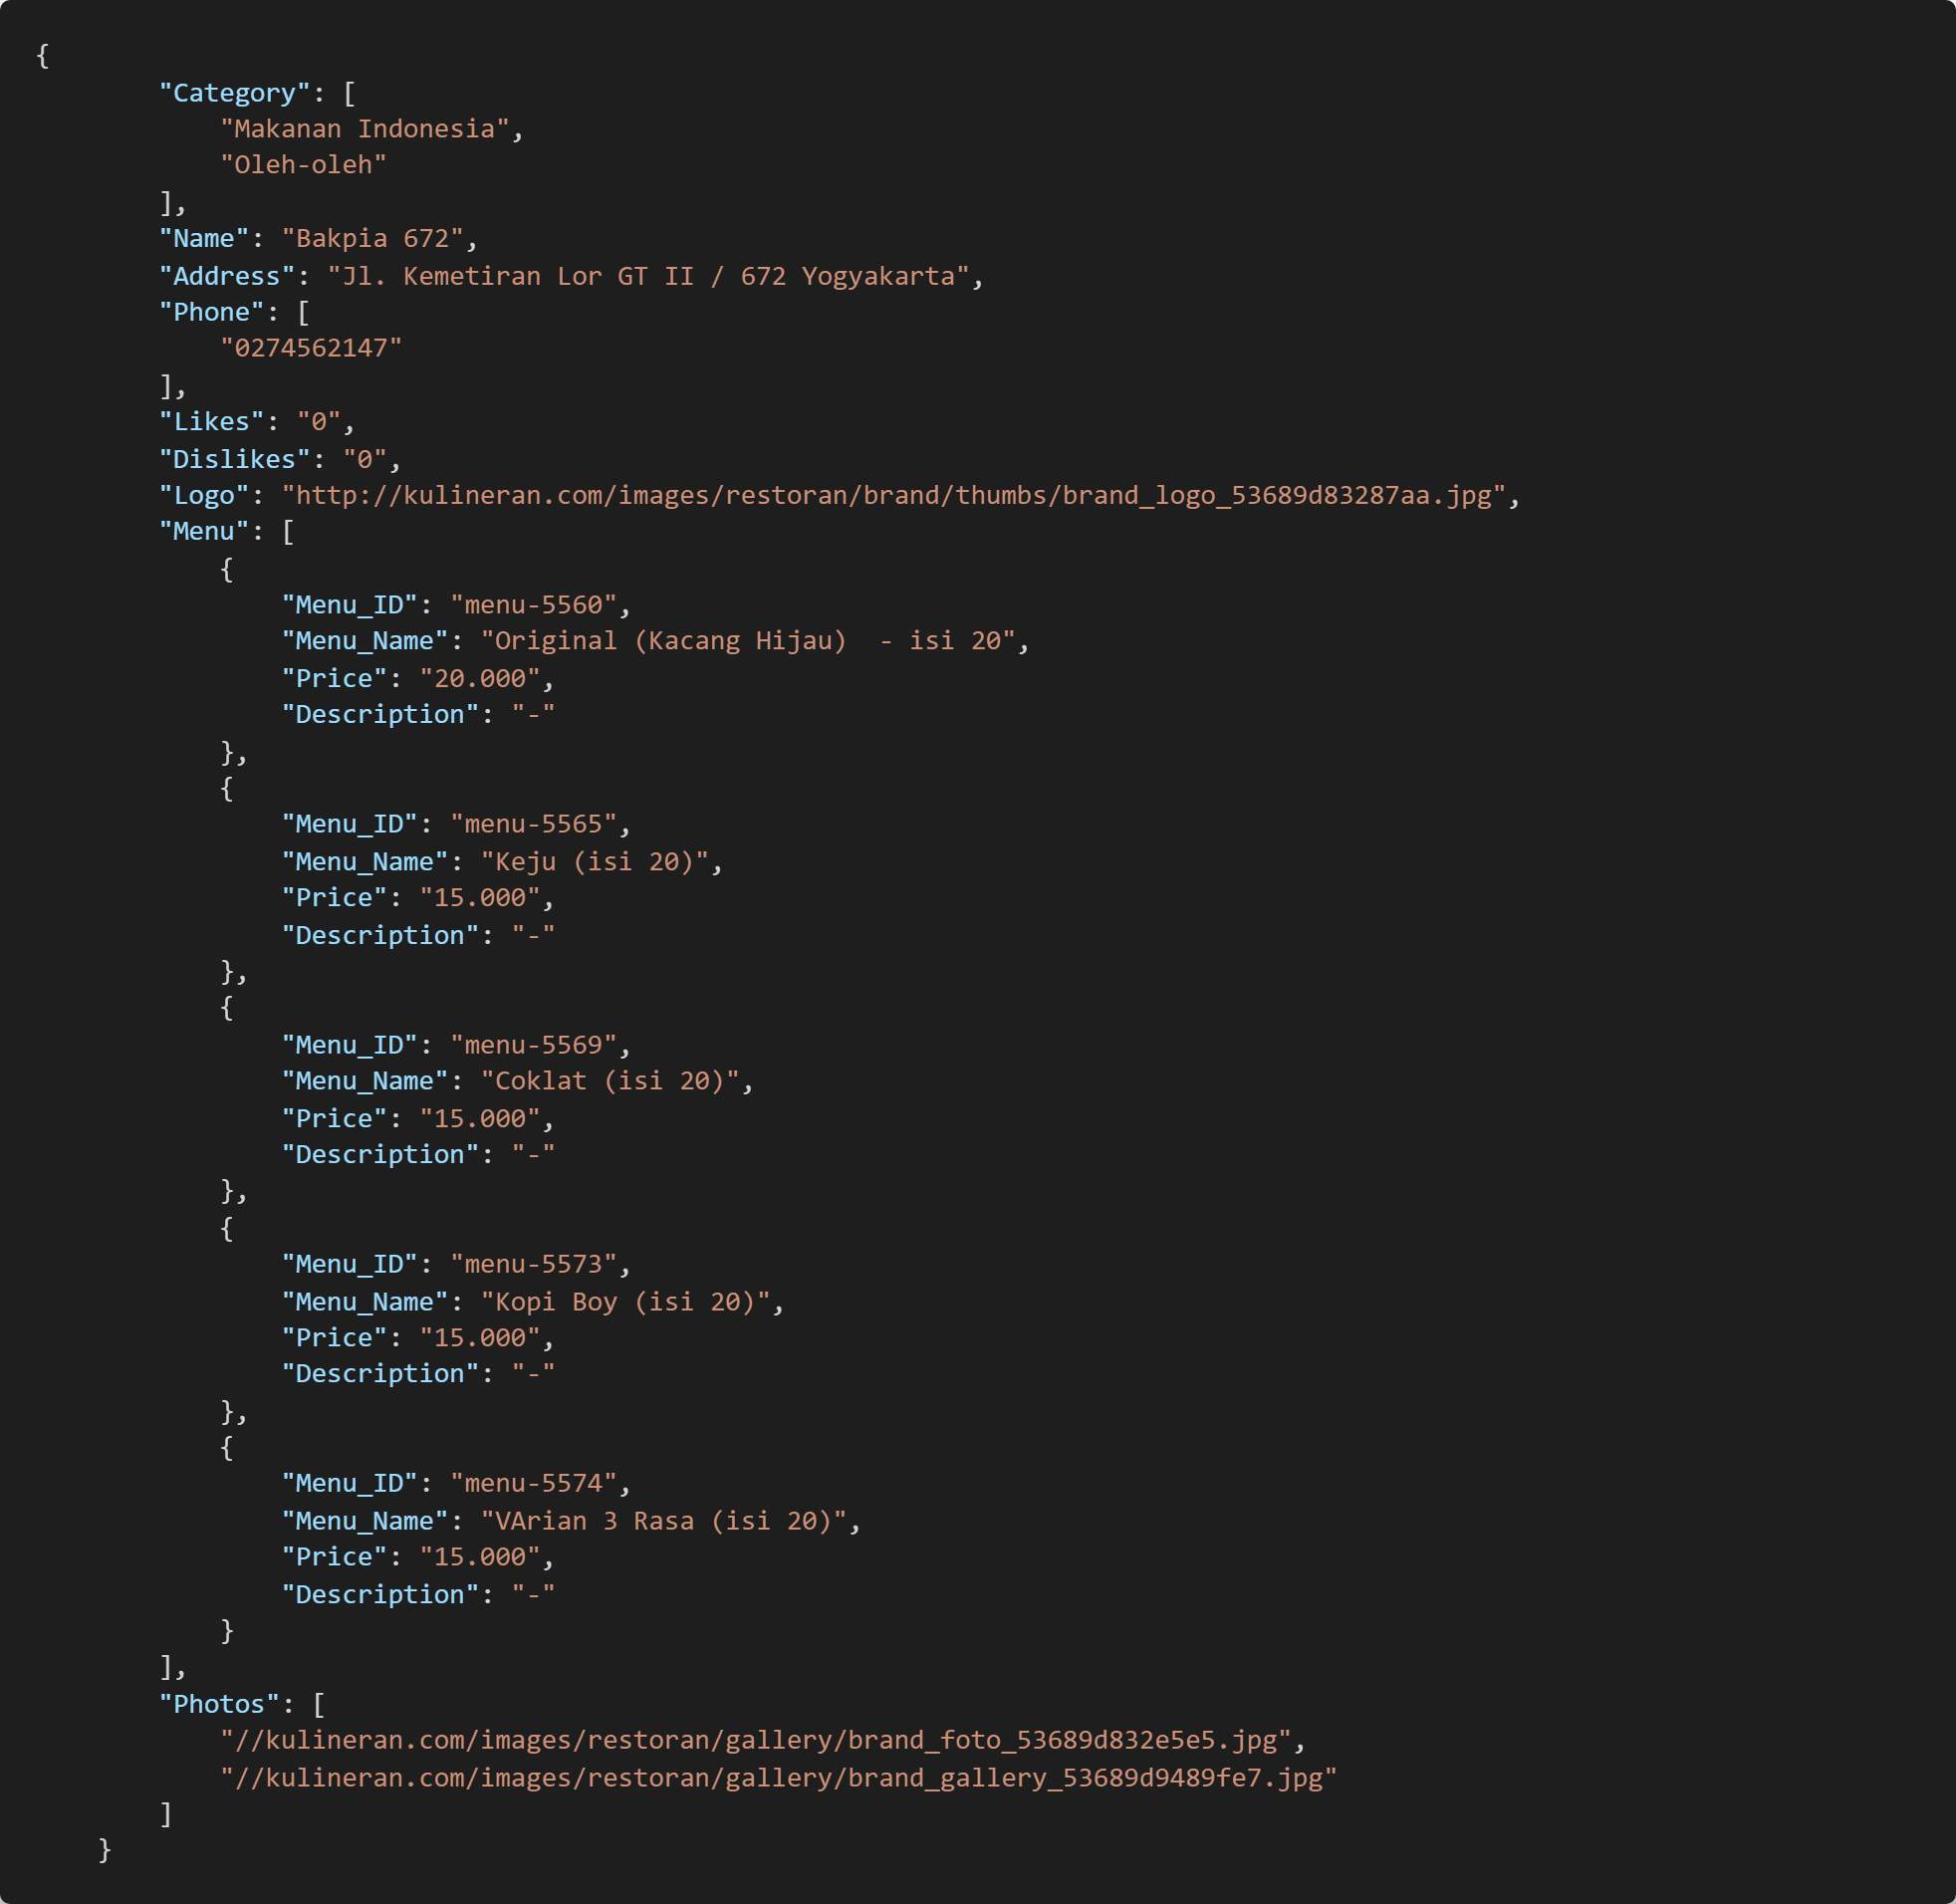 {
"Category": [
"Makanan Indonesia",
"Oleh-oleh"
],
"Name": "Bakpia 672",
"Address": "Jl. Kemetiran Lor GT II / 672 Yogyakarta",
"Phone": [
"0274562147"
],
"Likes": "0",
"Dislikes": "0",
"Logo": "http://kulineran.com/images/restoran/brand/thumbs/brand_logo_53689d83287aa.jpg",
"Menu": [
{
"Menu_ID": "menu-5560",
"Menu_Name": "Original (Kacang Hijau)  - isi 20",
"Price": "20.000",
"Description": "-"
},
{
"Menu_ID": "menu-5565",
"Menu_Name": "Keju (isi 20)",
"Price": "15.000",
"Description": "-"
},
{
"Menu_ID": "menu-5569",
"Menu_Name": "Coklat (isi 20)",
"Price": "15.000",
"Description": "-"
},
{
"Menu_ID": "menu-5573",
"Menu_Name": "Kopi Boy (isi 20)",
"Price": "15.000",
"Description": "-"
},
{
"Menu_ID": "menu-5574",
"Menu_Name": "VArian 3 Rasa (isi 20)",
"Price": "15.000",
"Description": "-"
}
],
"Photos": [
"//kulineran.com/images/restoran/gallery/brand_foto_53689d832e5e5.jpg",
"//kulineran.com/images/restoran/gallery/brand_gallery_53689d9489fe7.jpg"
]
}